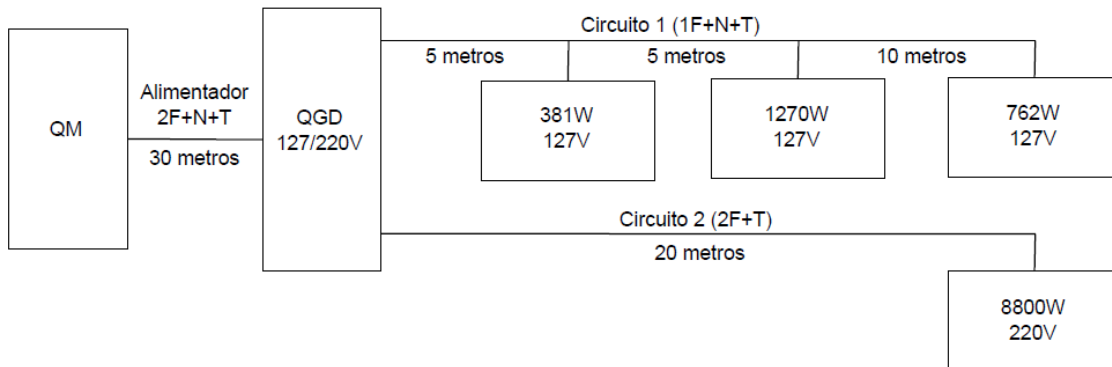 QM
Alimentador
2F+N+T
30 metros
QGD
127/220V
Circuito 1 (1F+N+T)
5 metros
5 metros
10 metros
381W
127V
1270W
127V
762W
127V
Circuito 2 (2F+T)
20 metros
8800W
220V